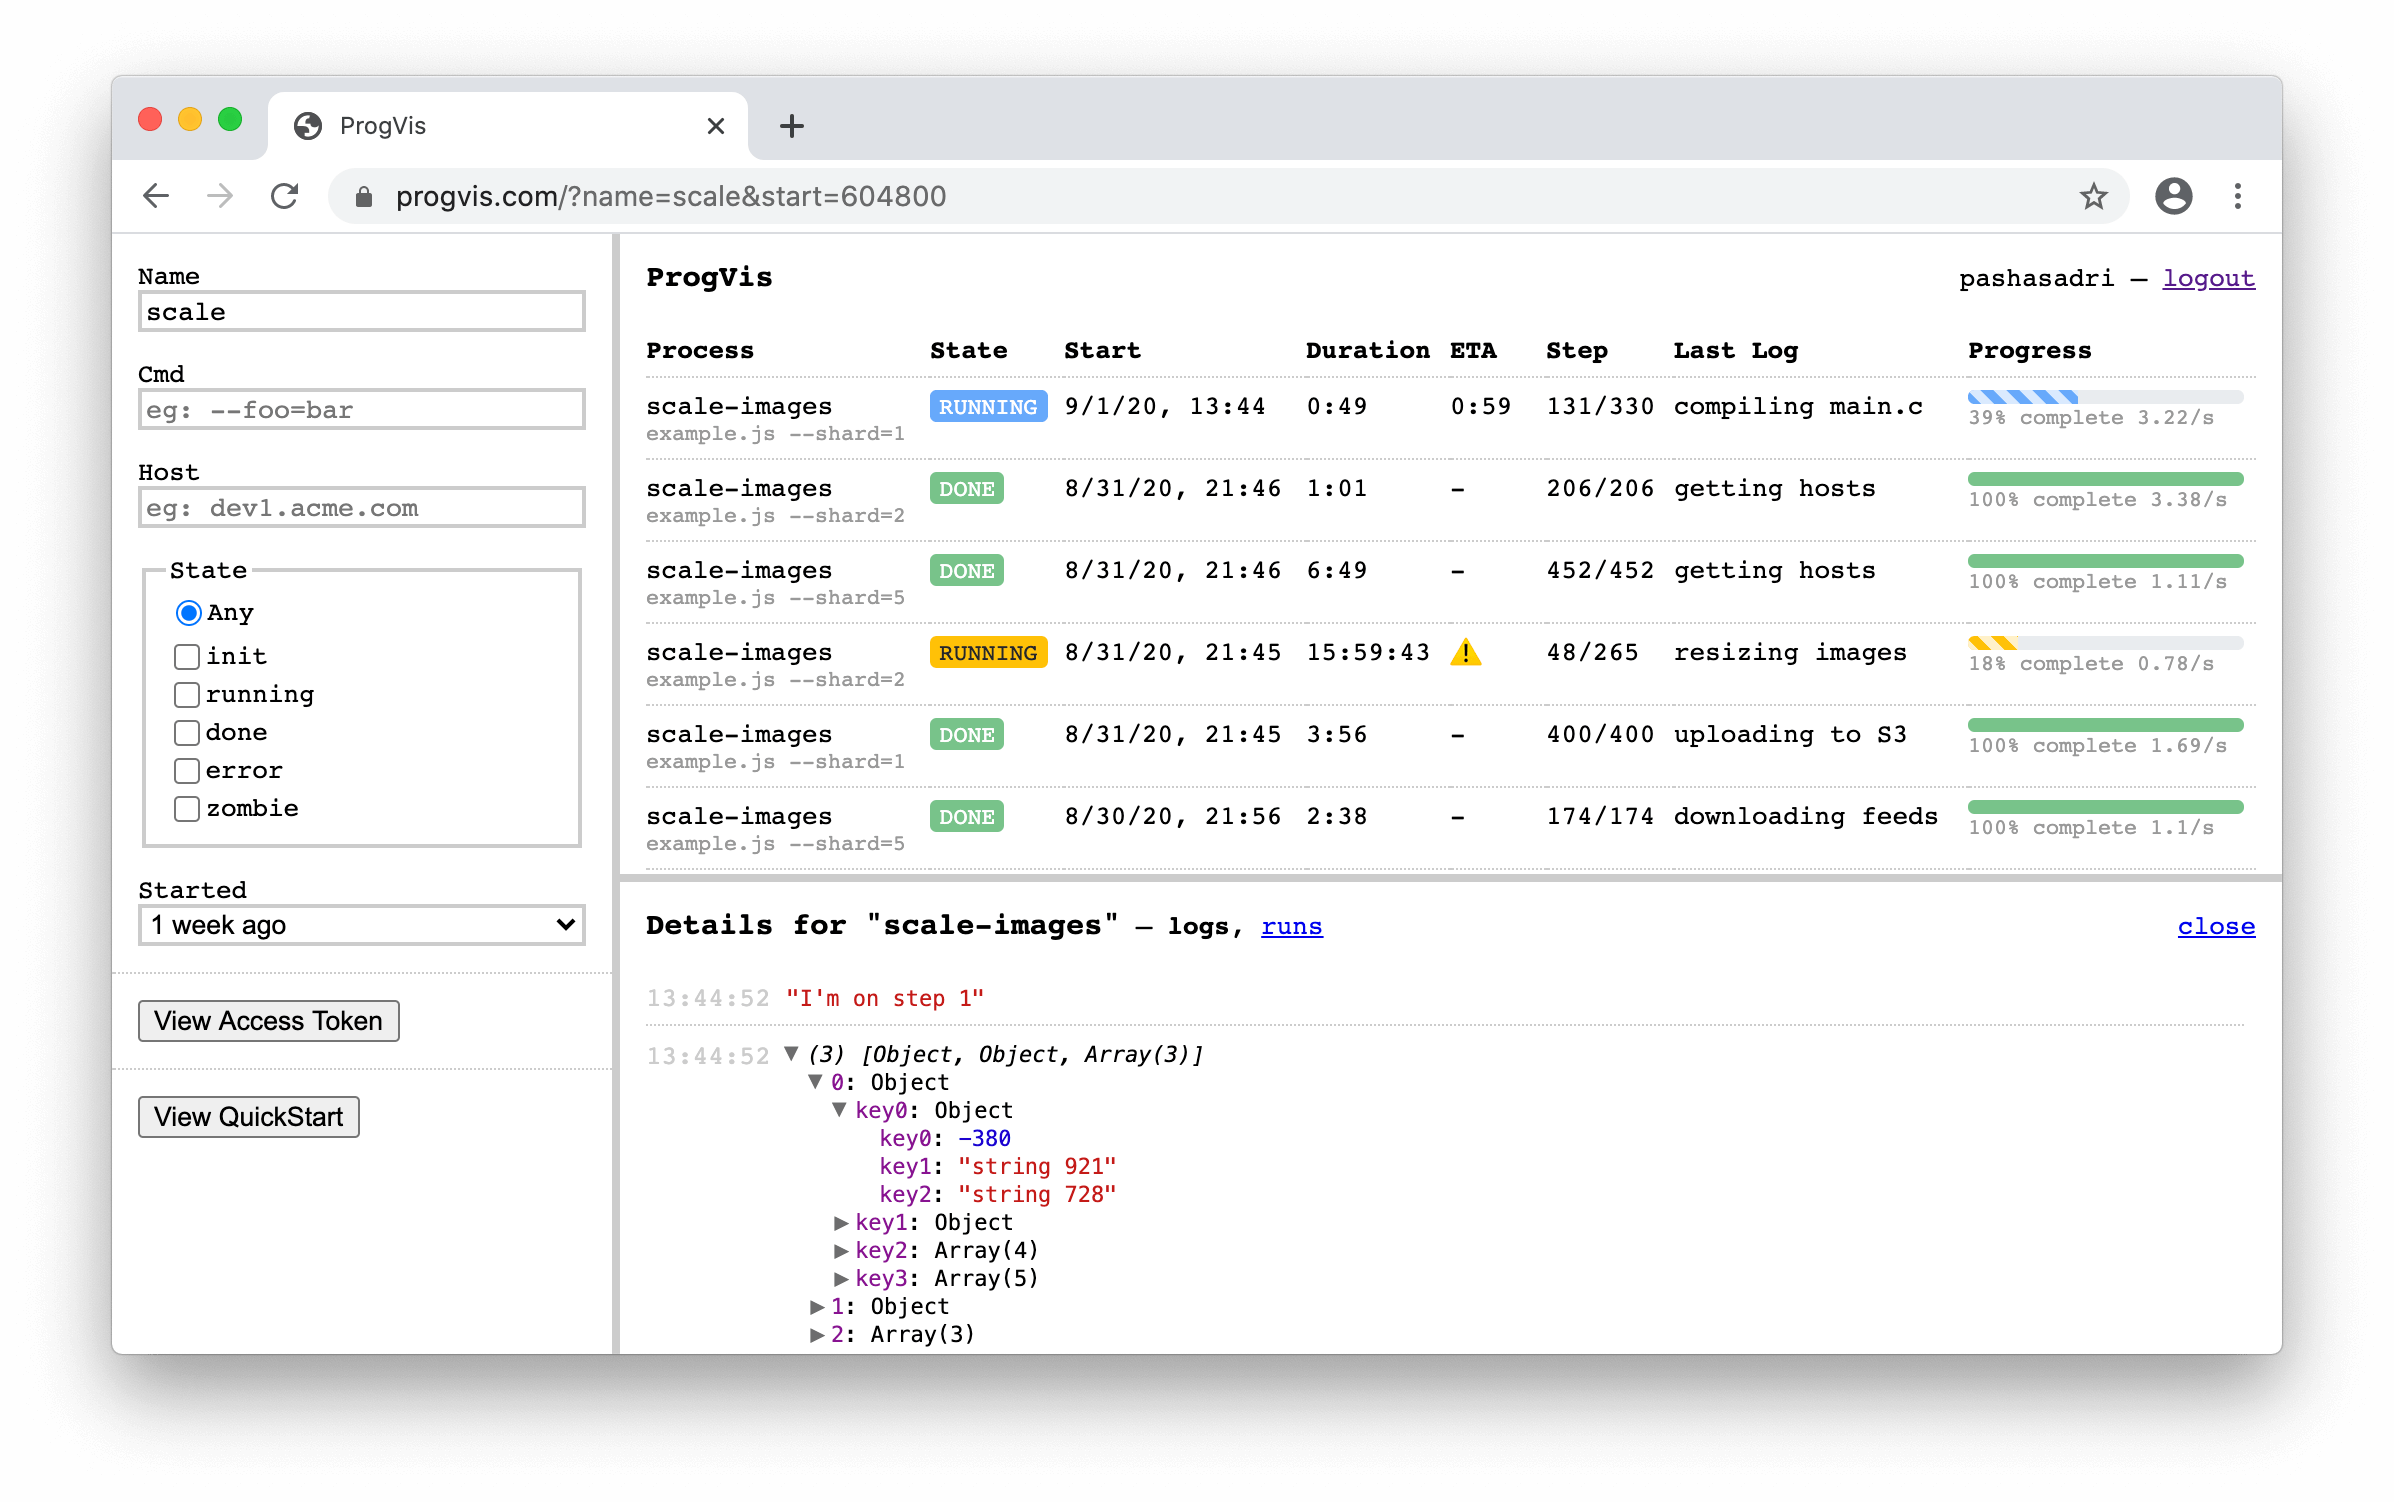 ProgVis
progvis.com/?name=scale&start=604800
Name
scale
Cmd
eg: --foo=bar
Host
eg: dev1.acme.com
State
Any
init
running
done
error
zombie
Started
1 week ago
View Access Token
View QuickStart
ProgVis
pashasadri — logout
Process State Start Duration ETA Step Last Log Progress
scale-images RUNNING 9/1/20, 13:44 0:49 0:59 131/330 compiling main.c
example.js --shard=1 39% complete 3.22/s
scale-images DONE 8/31/20, 21:46 1:01 - 206/206 getting hosts
example.js --shard=2 100% complete 3.38/s
scale-images DONE 8/31/20, 21:46 6:49 - 452/452 getting hosts
example.js --shard=5 100% complete 1.11/s
scale-images RUNNING 8/31/20, 21:45 15:59:43 ⚠️ 48/265 resizing images
example.js --shard=2 18% complete 0.78/s
scale-images DONE 8/31/20, 21:45 3:56 - 400/400 uploading to S3
example.js --shard=1 100% complete 1.69/s
scale-images DONE 8/30/20, 21:56 2:38 - 174/174 downloading feeds
example.js --shard=5 100% complete 1.1/s
Details for "scale-images" — logs, runs
close
13:44:52 "I'm on step 1"
13:44:52 ▼ (3) [Object, Object, Array(3)]
▼ 0: Object
▼ key0: Object
key0: -380
key1: "string 921"
key2: "string 728"
▶ key1: Object
▶ key2: Array(4)
▶ key3: Array(5)
▶ 1: Object
▶ 2: Array(3)